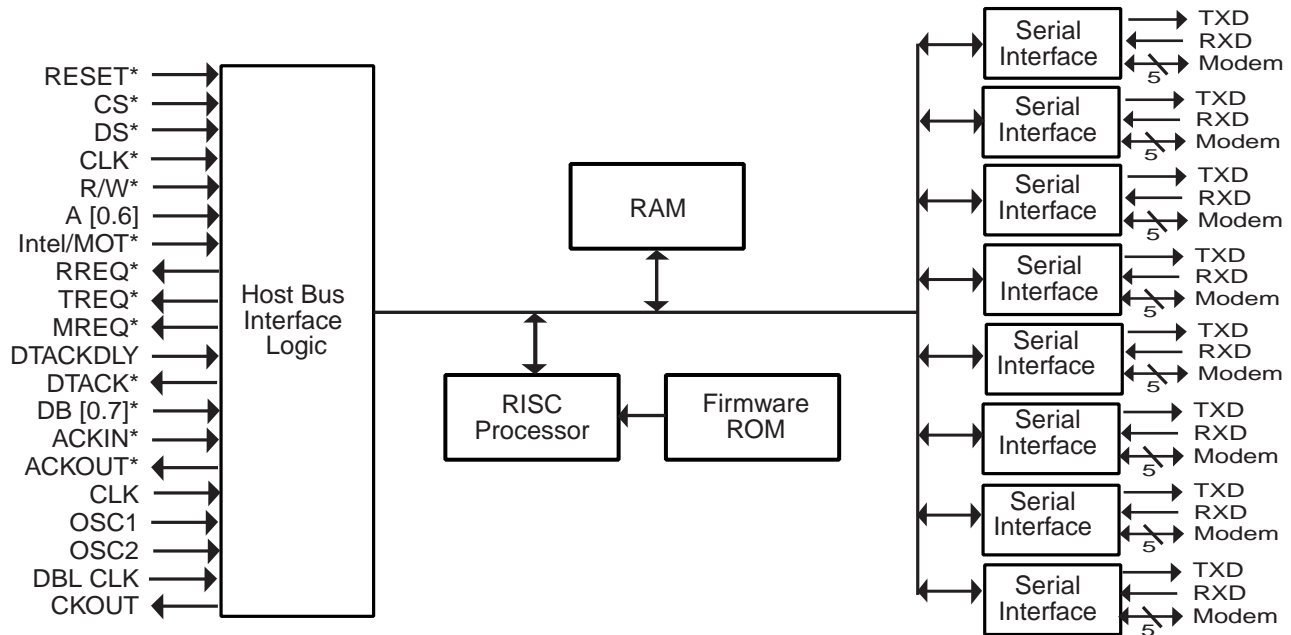 RESET*
CS*
DS*
CLK*
R/W*
A [0.6]
Intel/MOT*
RREQ*
TREQ*
MREQ*
DTACKDLY
DTACK*
DB [0.7]*
ACKIN*
ACKOUT*
CLK
OSC1
OSC2
DBL CLK
CKOUT
Host Bus
Interface
Logic
RAM
RISC
Processor
Firmware
ROM
Serial
Interface
TXD
RXD
Modem
5
Serial
Interface
TXD
RXD
Modem
5
Serial
Interface
TXD
RXD
Modem
5
Serial
Interface
TXD
RXD
Modem
5
Serial
Interface
TXD
RXD
Modem
5
Serial
Interface
TXD
RXD
Modem
5
Serial
Interface
TXD
RXD
Modem
5
Serial
Interface
TXD
RXD
Modem
5